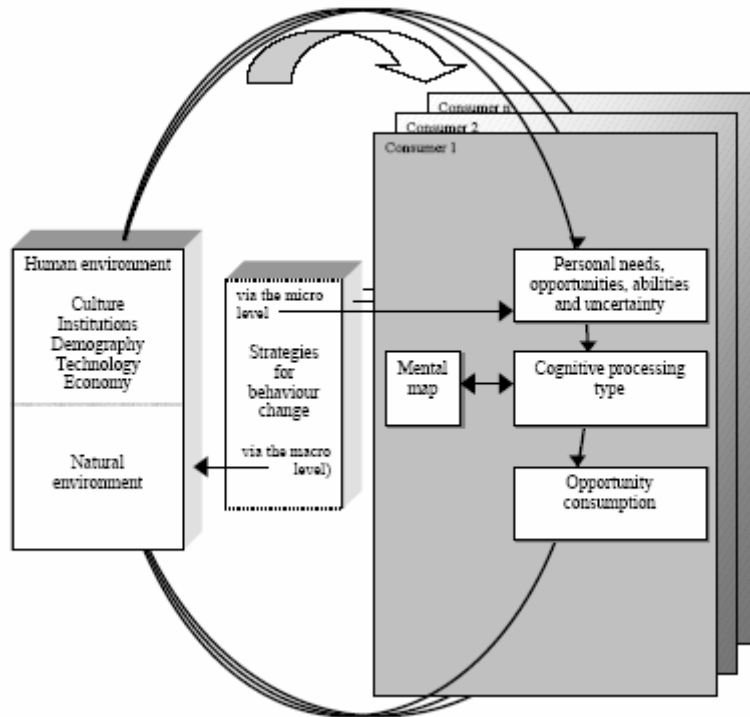 Consumer n
Consumer 2
Consumer 1
Human environment
Culture
Institutions
Demography
Technology
Economy
Natural
environment
via the micro
level
Strategies
for
behaviour
change
via the macro
level)
Personal needs,
opportunities, abilities
and uncertainty
Mental
map
Cognitive processing
type
Opportunity
consumption